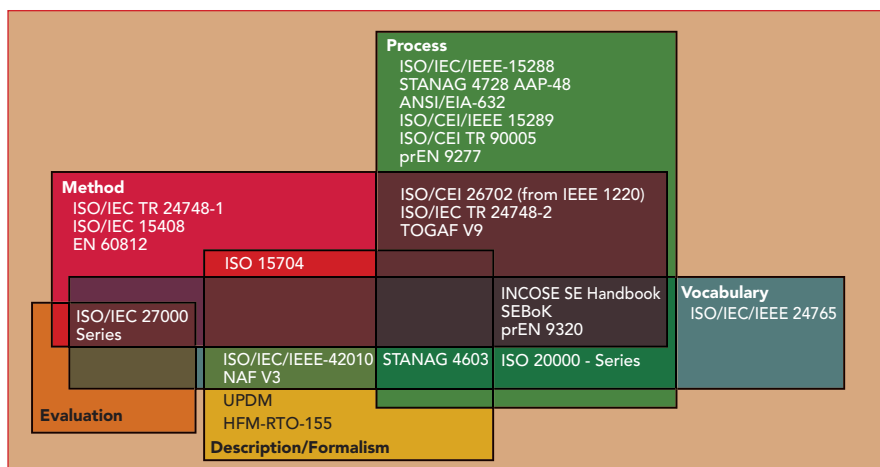 Process
ISO/IEC/IEEE-15288
STANAG 4728 AAP-48
ANSI/EIA-632
ISO/CEI/IEEE 15289
ISO/CEI TR 90005
prEN 9277
Method
ISO/IEC TR 24748-1
ISO/IEC 15408
EN 60812
ISO/CEI 26702 (from IEEE 1220)
ISO/IEC TR 24748-2
TOGAF V9
ISO 15704
ISO/IEC 27000
Series
INCOSE SE Handbook
SEBoK
prEN 9320
Vocabulary
ISO/IEC/IEEE 24765
ISO/IEC/IEEE-42010
NAF V3
STANAG 4603
ISO 20000 - Series
UPDM
HFM-RTO-155
Evaluation
Description/Formalism